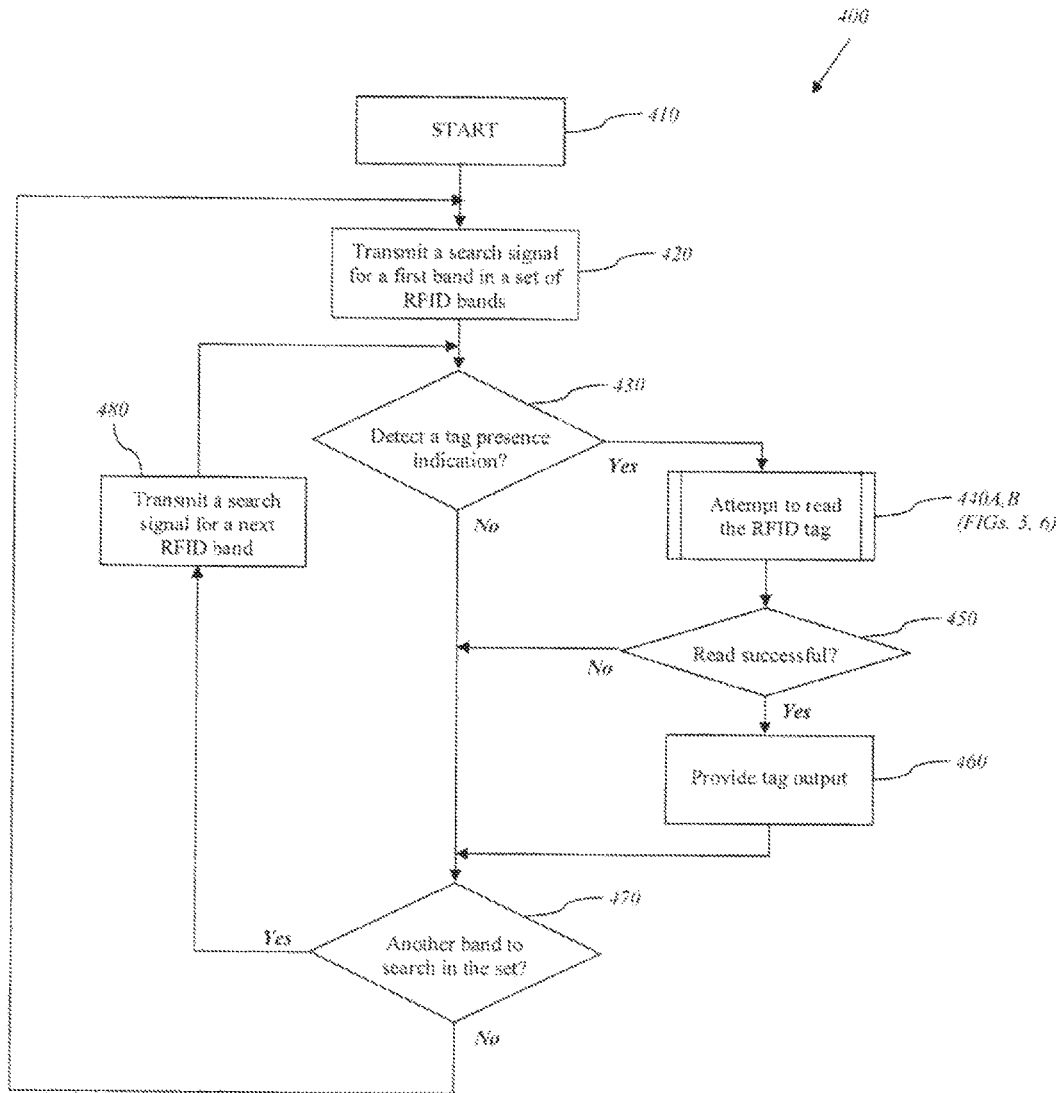 400
START
410
Transmit a search signal
for a first band in a set of
RFID bands
420
430
480
Detect a tag presence
indication?
Yes
Transmit a search
signal for a next
RFID band
No
Attempt to read
the RFID tag
440A,B
(FIGs. 5, 6)
450
Read successful?
No
Yes
Provide tag output
460
470
Yes
Another band to
search in the set?
No